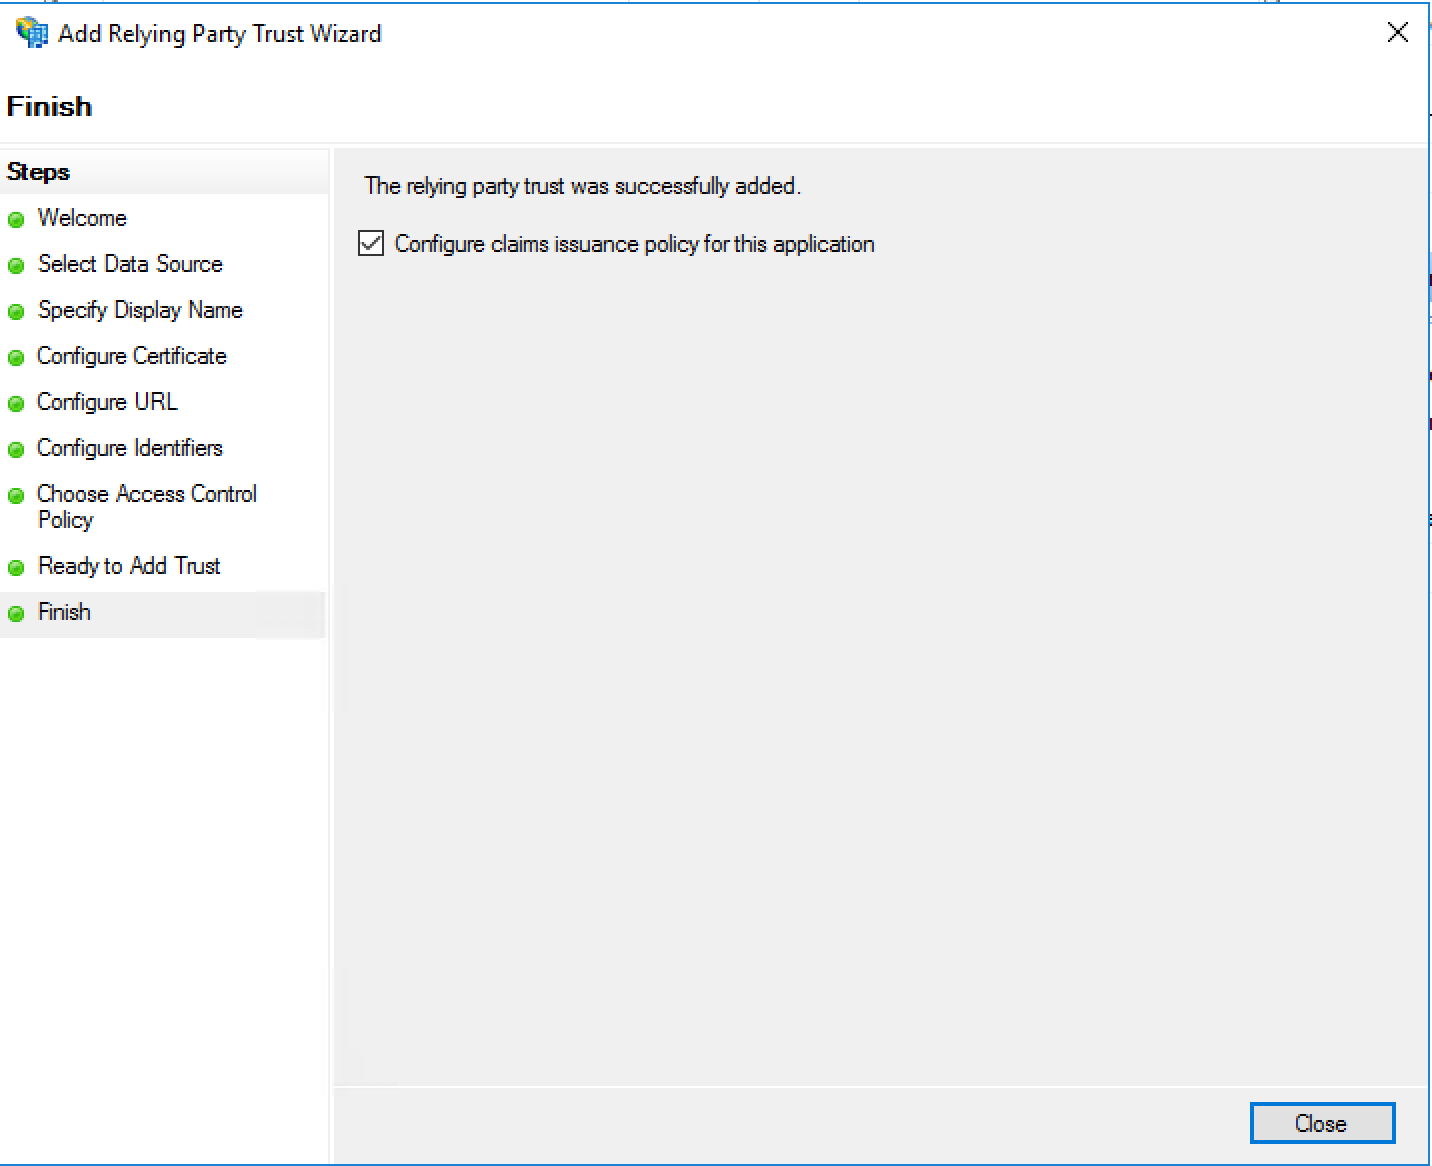 Add Relying Party Trust Wizard
Finish
Steps
Welcome
Select Data Source
Specify Display Name
Configure Certificate
Configure URL
Configure Identifiers
Choose Access Control
Policy
Ready to Add Trust
Finish
The relying party trust was successfully added.
Configure claims issuance policy for this application
Close